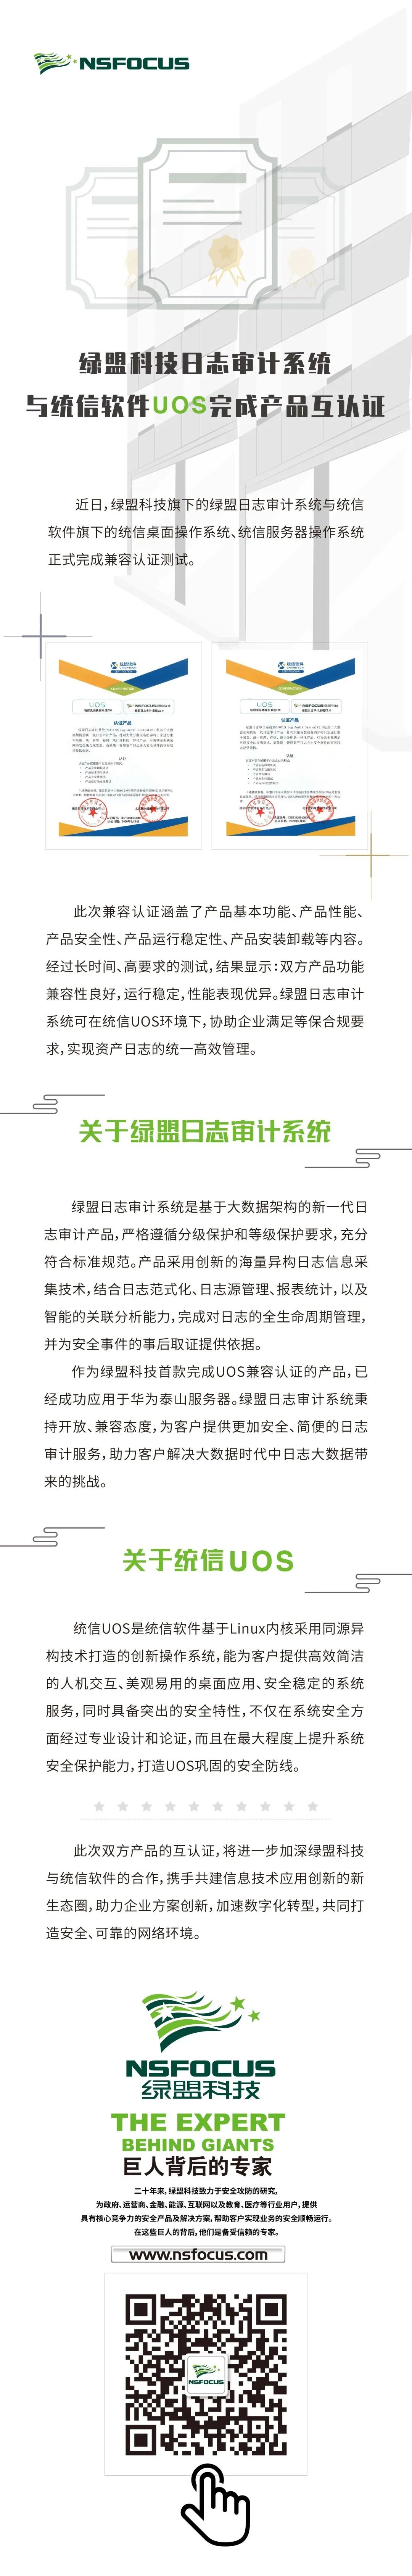 NSFOCUS
绿盟科技日志审计系统
与统信软件UOS完成产品互认证
近日,绿盟科技旗下的绿盟日志审计系统与统信
软件旗下的统信桌面操作系统、统信服务器操作系统
正式完成兼容认证测试。
统信软件
UOS
NSFOCUS
认证产品
认证
统信软件
UOS
NSFOCUS
认证产品
认证
此次兼容认证涵盖了产品基本功能、产品性能、
产品安全性、产品运行稳定性、产品安装卸载等内容。
经过长时间、高要求的测试,结果显示:双方产品功能
兼容性良好,运行稳定,性能表现优异。绿盟日志审计
系统可在统信UOS环境下,协助企业满足等保合规要
求,实现资产日志的统一高效管理。
关于绿盟日志审计系统
绿盟日志审计系统是基于大数据架构的新一代日
志审计产品,严格遵循分级保护和等级保护要求,充分
符合标准规范。产品采用创新的海量异构日志信息采
集技术,结合日志范式化、日志源管理、报表统计,以及
智能的关联分析能力,完成对日志的全生命周期管理,
并为安全事件的事后取证提供依据。
作为绿盟科技首款完成UOS兼容认证的产品,已
经成功应用于华为泰山服务器。绿盟日志审计系统秉
持开放、兼容态度,为客户提供更加安全、简便的日志
审计服务,助力客户解决大数据时代中日志大数据带
来的挑战。
关于统信UOS
统信UOS是统信软件基于Linux内核采用同源异
构技术打造的创新操作系统,能为客户提供高效简洁
的人机交互、美观易用的桌面应用、安全稳定的系统
服务,同时具备突出的安全特性,不仅在系统安全方
面经过专业设计和论证,而且在最大程度上提升系统
安全保护能力,打造UOS巩固的安全防线。
此次双方产品的互认证,将进一步加深绿盟科技
与统信软件的合作,携手共建信息技术应用创新的新
生态圈,助力企业方案创新,加速数字化转型,共同打
造安全、可靠的网络环境。
NSFOCUS
绿盟科技
THE EXPERT
BEHIND GIANTS
巨人背后的专家
二十年来,绿盟科技致力于安全攻防的研究,
为政府、运营商、金融、能源、互联网以及教育、医疗等行业用户,提供
具有核心竞争力的安全产品及解决方案,帮助客户实现业务的安全顺畅运行。
在这些巨人的背后,他们是备受信赖的专家。
www.nsfocus.com
NSFOCUS